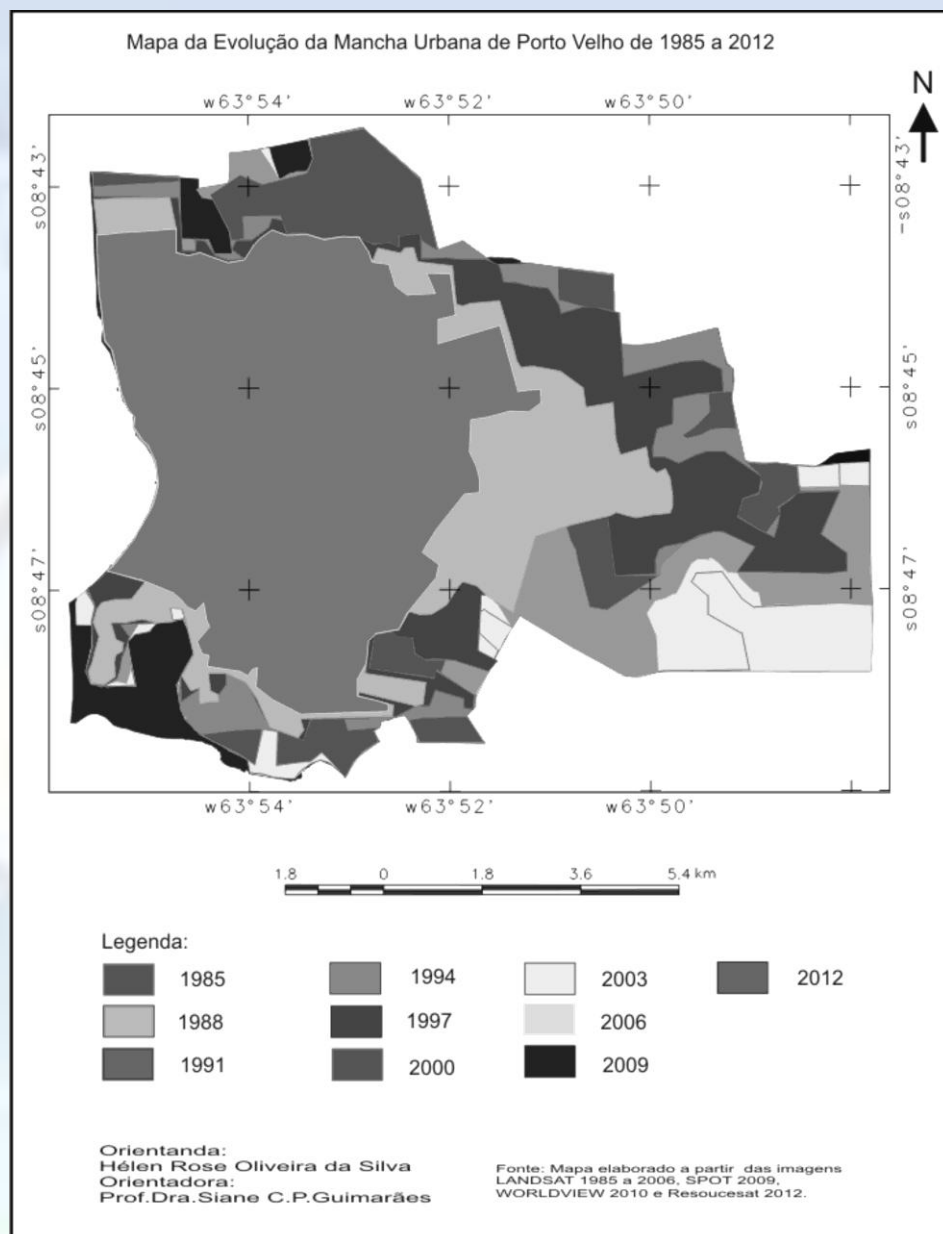 Mapa da Evolução da Mancha Urbana de Porto Velho de 1985 a 2012
N
w63°54' w63°52' w63°50'
s08°43' -s08°43'
s08°45' s08°45'
s08°47' s08°47'
w63°54' w63°52' w63°50'
1.8 0 1.8 3.6 5.4 km
Legenda:
1985 1994 2003 2012
1988 1997 2006
1991 2000 2009
Orientanda:
Hélen Rose Oliveira da Silva
Orientadora:
Prof.Dra.Siane C.P.Guimarães
Fonte: Mapa elaborado a partir das imagens
LANDSAT 1985 a 2006, SPOT 2009,
WORLDVIEW 2010 e Resoucesat 2012.